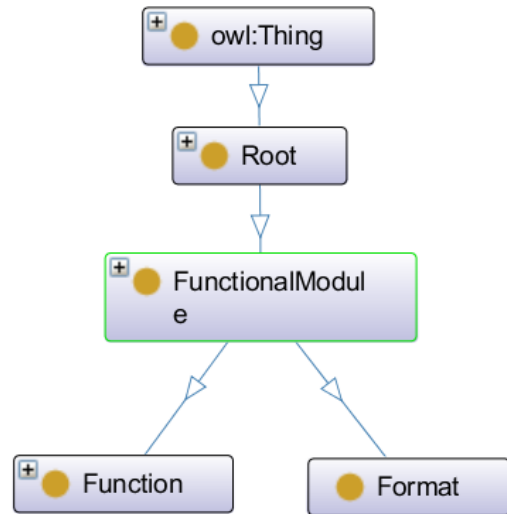 owl:Thing
Root
FunctionalModul
e
Function
Format